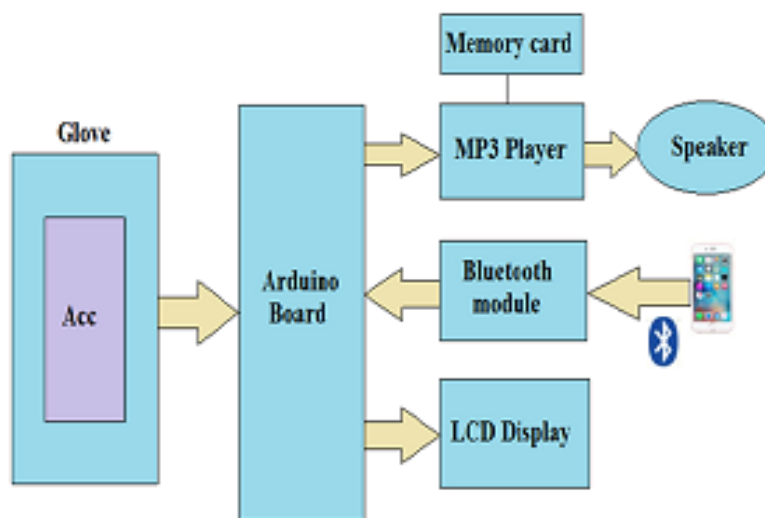 Memory card
Glove
MP3 Player
Speaker
Acc
Arduino
Board
Bluetooth
module
LCD Display